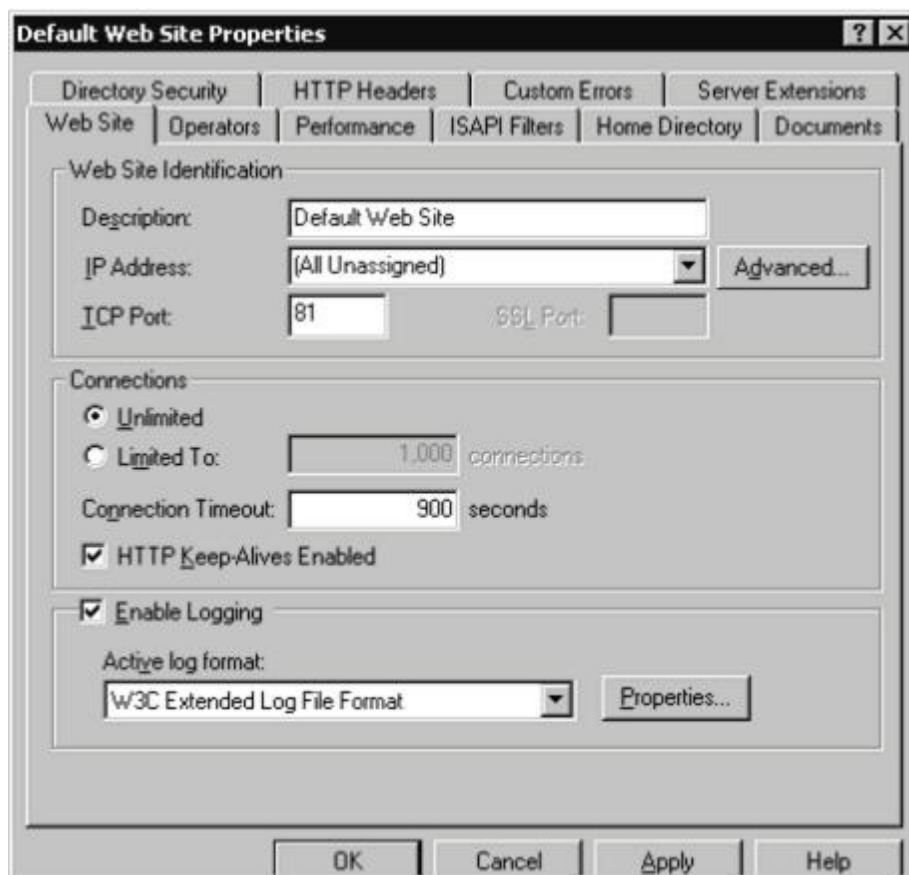 Default Web Site Properties ? X
Directory Security HTTP Headers Custom Errors Server Extensions
Web Site Operators Performance ISAPI Filters Home Directory Documents
Web Site Identification
Description: Default Web Site
IP Address: (All Unassigned) Advanced...
TCP Port: 81 SSL Port:
Connections
Unlimited
Limited To: 1,000 connections
Connection Timeout: 900 seconds
HTTP Keep-Alives Enabled
Enable Logging
Active log format:
W3C Extended Log File Format Properties...
OK Cancel Apply Help